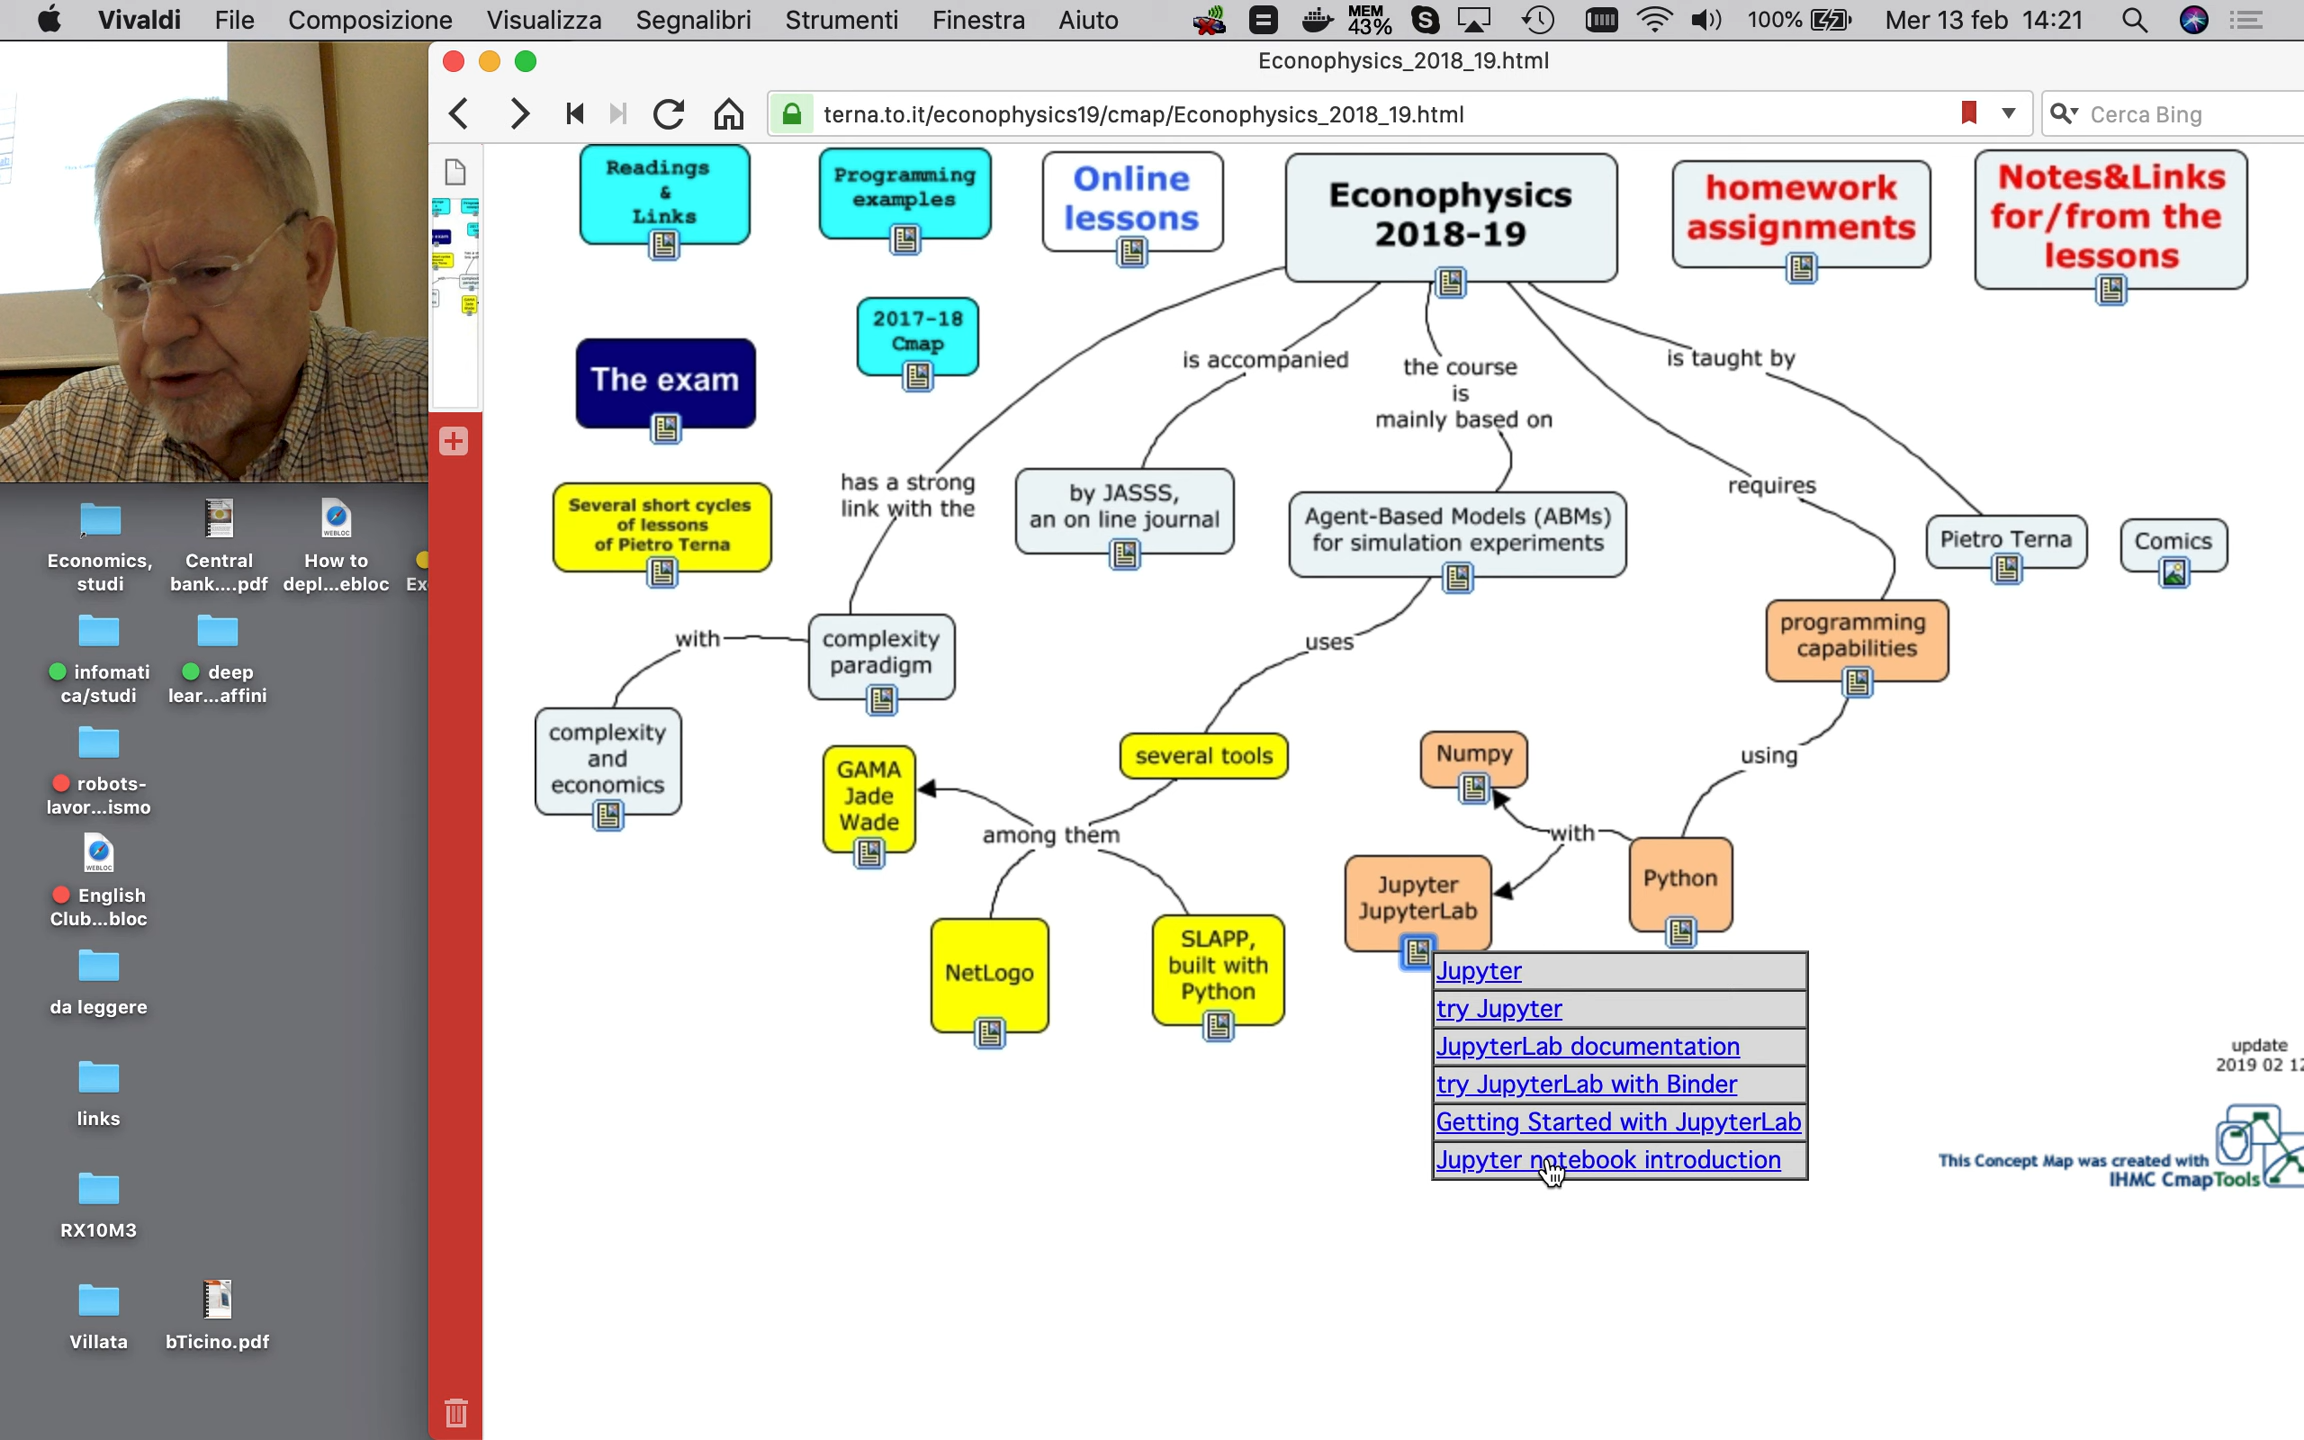 Vivaldi File Composizione Visualizza Segnalibri Strumenti Finestra Aiuto
MEM
43%
100%
Mer 13 feb 14:21
Econophysics_2018_19.html
terna.to.it/econophysics19/cmap/Econophysics_2018_19.html
Cerca Bing
Readings
&
Links
Programming
examples
Online
lessons
Econophysics
2018-19
homework
assignments
Notes&Links
for/from the
lessons
2017-18
Cmap
The exam
is accompanied
the course
is
mainly based on
is taught by
has a strong
link with the
by JASSS,
an on line journal
Agent-Based Models (ABMs)
for simulation experiments
requires
Pietro Terna
Comics
Several short cycles
of lessons
of Pietro Terna
with
complexity
paradigm
uses
programming
capabilities
complexity
and
economics
GAMA
Jade
Wade
several tools
Numpy
using
among them
with
Jupyter
JupyterLab
Python
NetLogo
SLAPP,
built with
Python
Jupyter
try Jupyter
JupyterLab documentation
try JupyterLab with Binder
Getting Started with JupyterLab
Jupyter notebook introduction
update
2019 02 12
This Concept Map was created with
IHMC CmapTools
Economics,
studi
Central
bank....pdf
WEBLOC
How to
depl...ebloc
Ex
infomati
ca/studi
deep
lear...affini
robots-
lavor...ismo
WEBLOC
English
Club...bloc
da leggere
links
RX10M3
Villata
bTicino.pdf